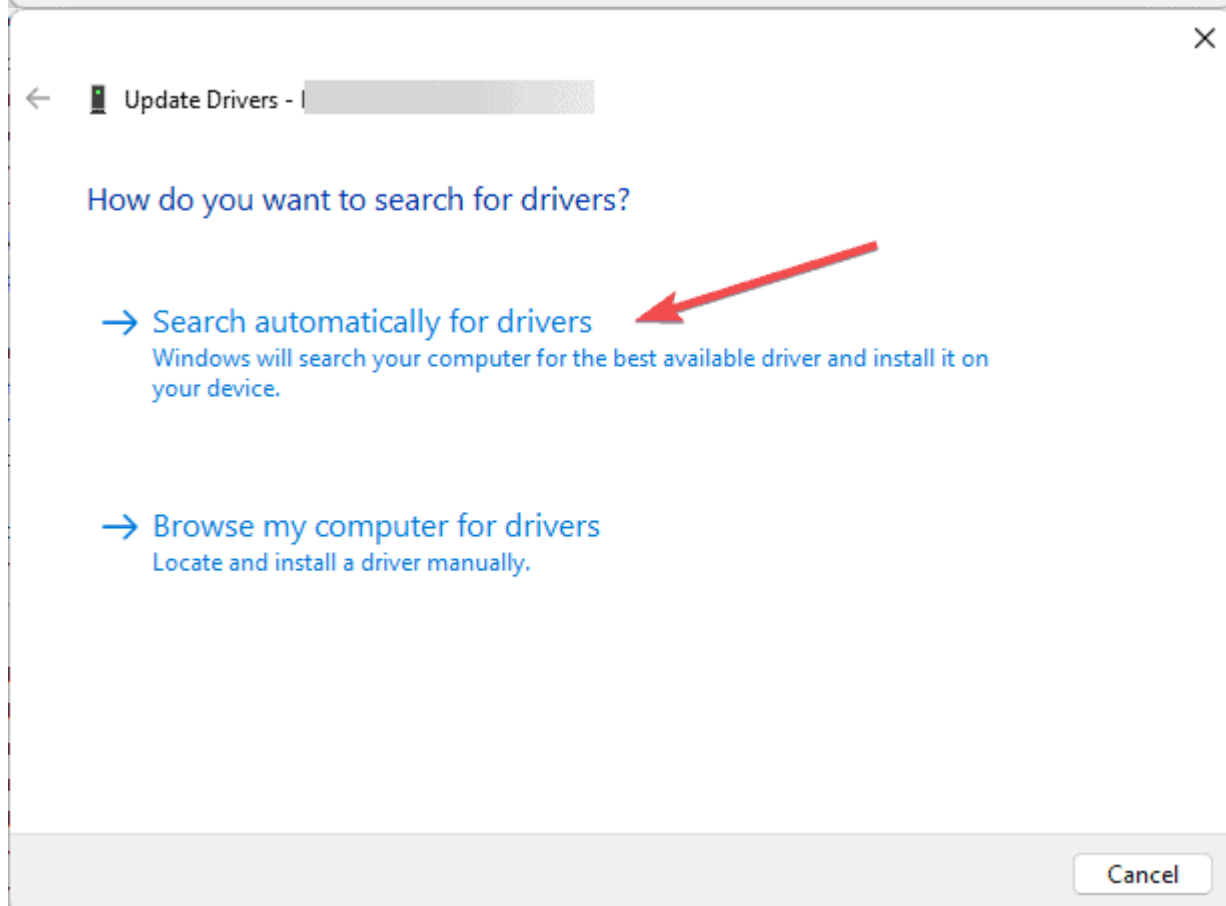 Update Drivers -
How do you want to search for drivers?
Search automatically for drivers
Windows will search your computer for the best available driver and install it on
your device.
Browse my computer for drivers
Locate and install a driver manually.
Cancel